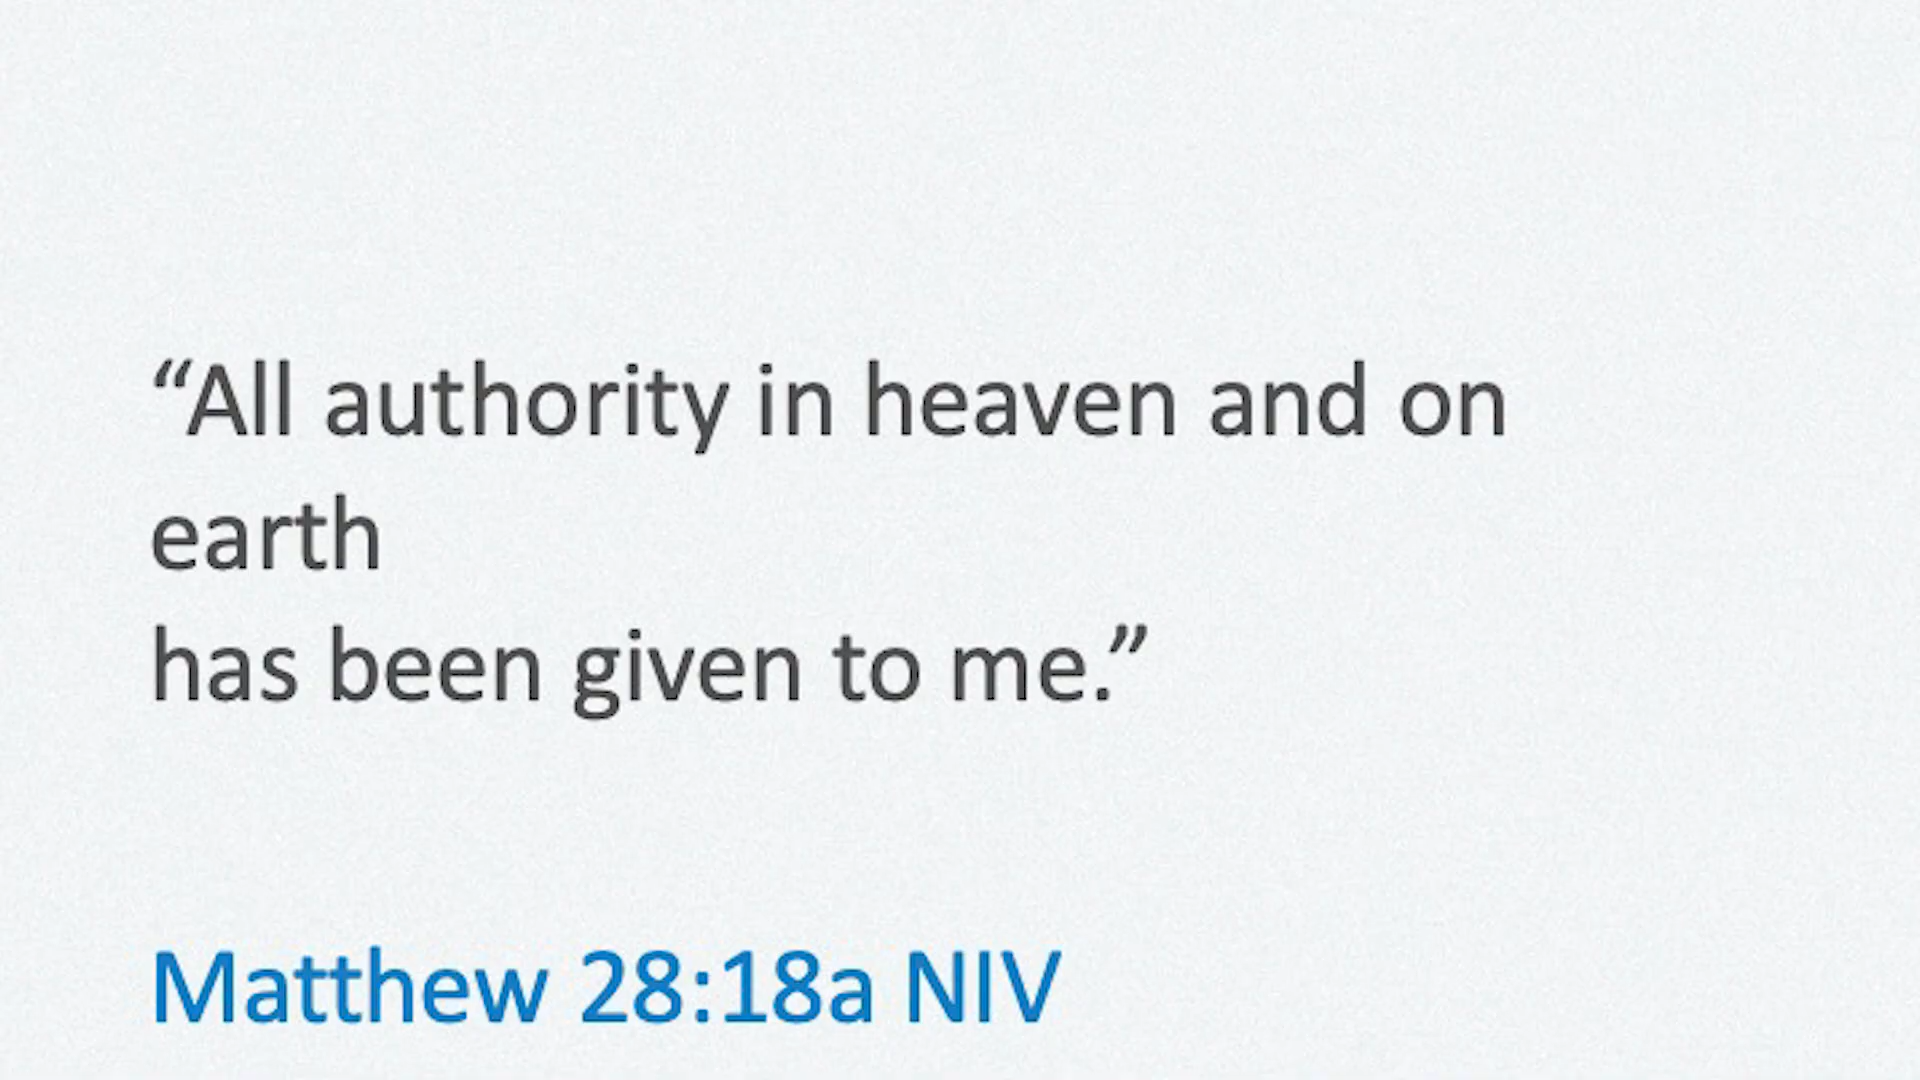 “All authority in heaven and on
earth
has been given to me.”
Matthew 28:18a NIV